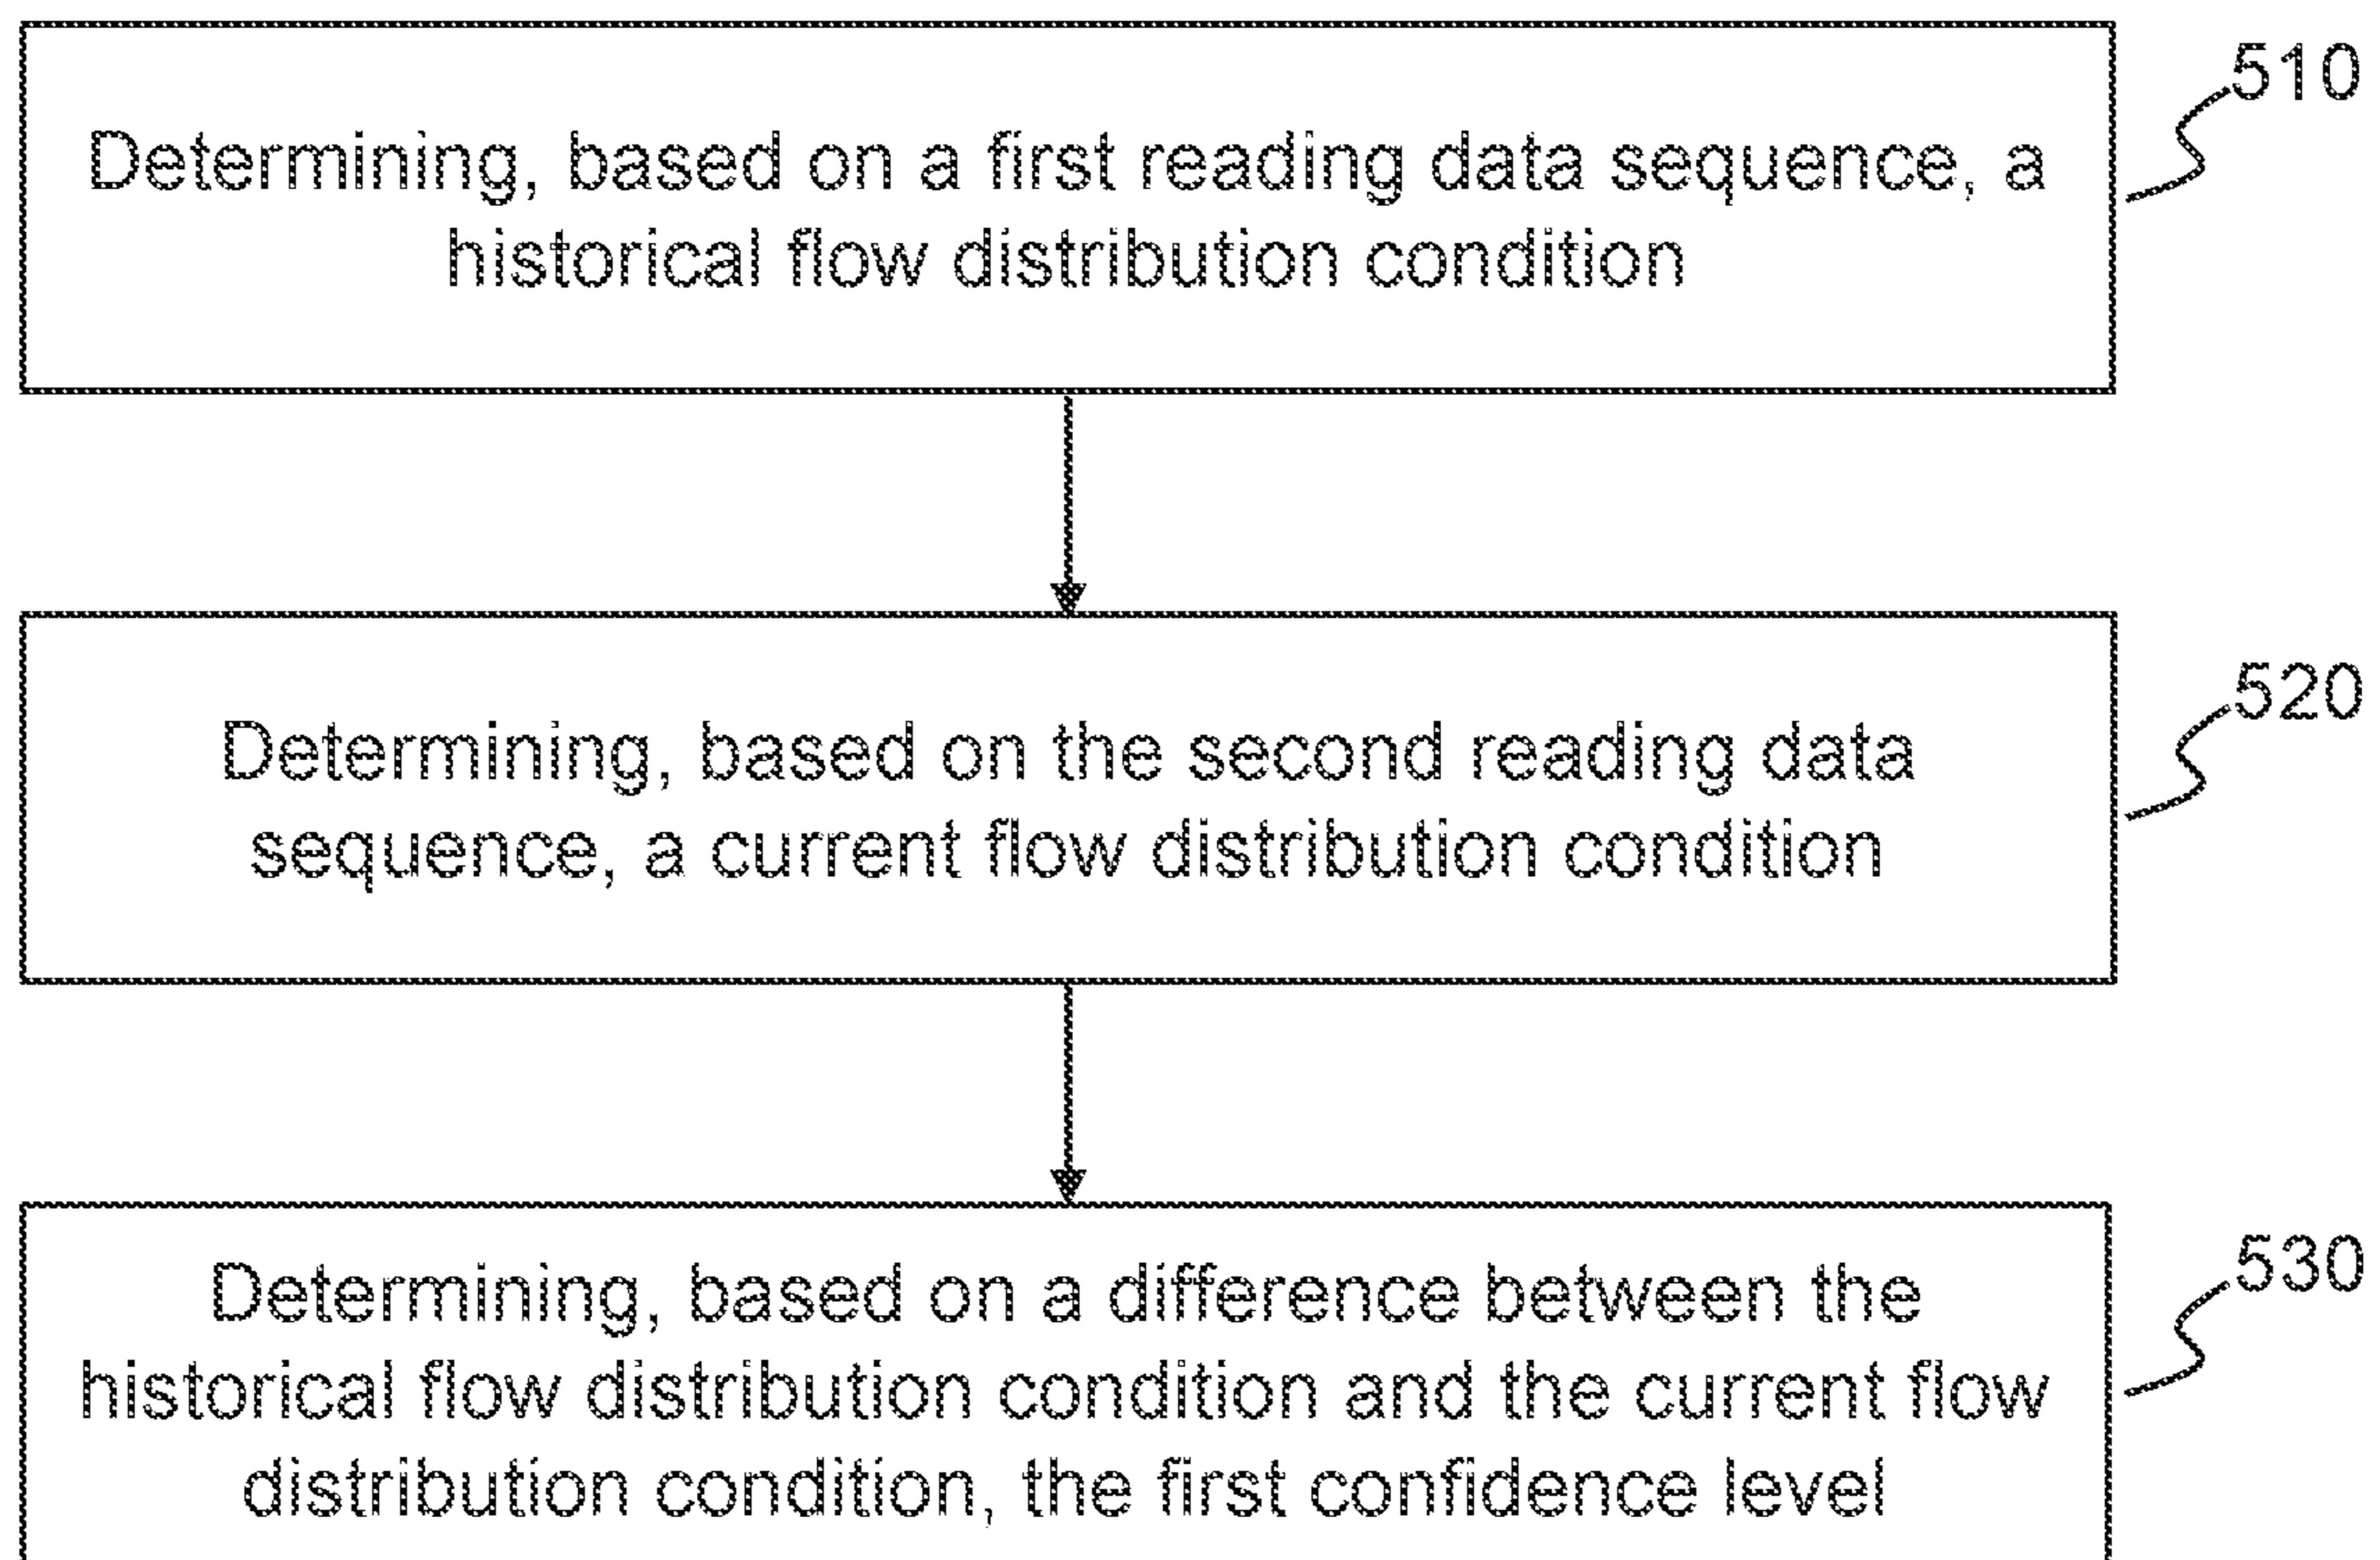 510
Determining, based on a first reading data sequence, a
historical flow distribution condition
520
Determining, based on the second reading data
sequence, a current flow distribution condition
530
Determining, based on a difference between the
historical flow distribution condition and the current flow
distribution condition, the first confidence level